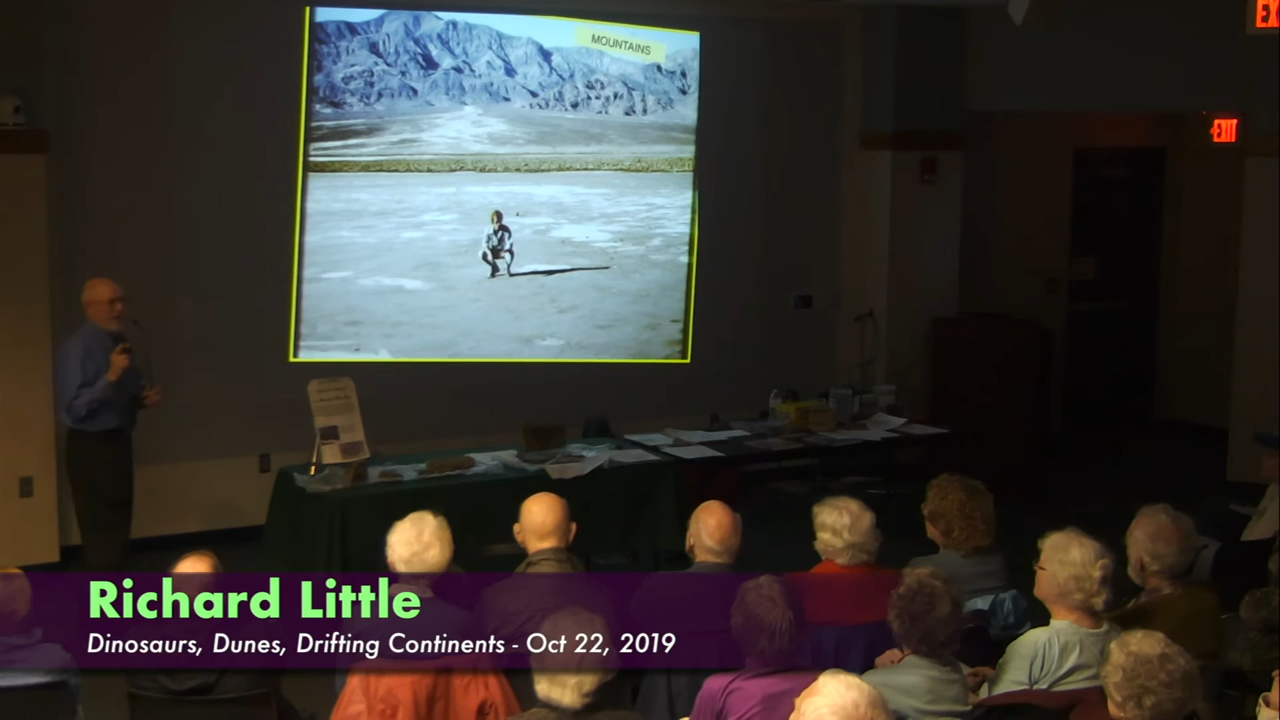 EX
MOUNTAINS
EXIT
Richard Little
Dinosaurs, Dunes, Drifting Continents - Oct 22, 2019